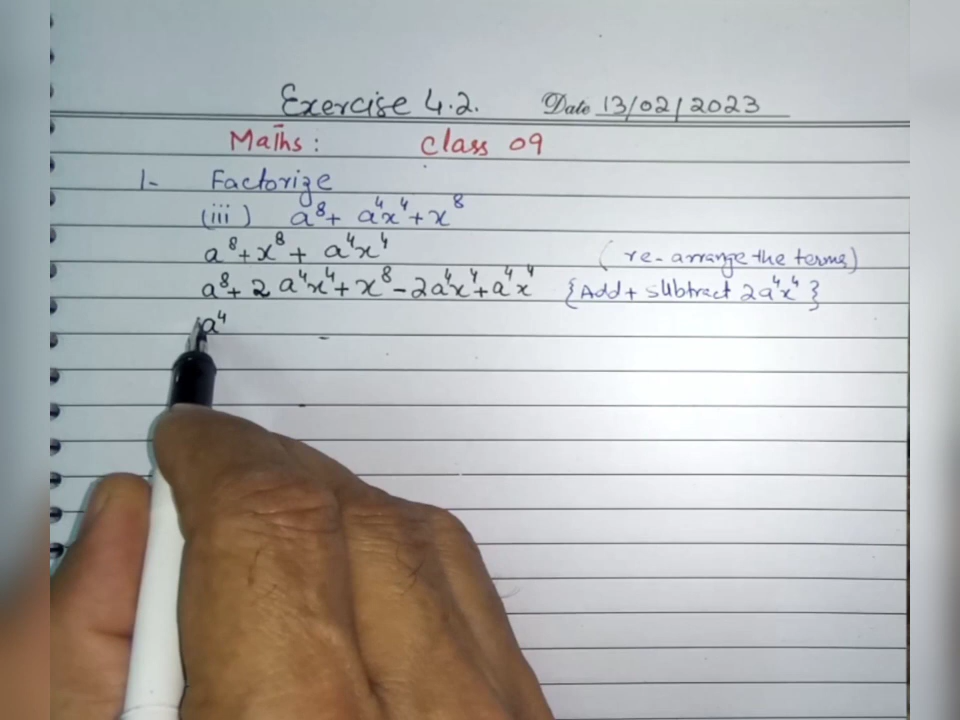 Exercise 4.2. Date 13/02/2023
Maths: Class 09
1- Factorize
(iii) a⁸+ a⁴x⁴+x⁸
a⁸+x⁸+ a⁴x⁴ (re-arrange the terms)
a⁸+2a⁴x⁴+x⁸-2a⁴x⁴+a⁴x⁴ {Add + subtract 2a⁴x⁴}
(a⁴